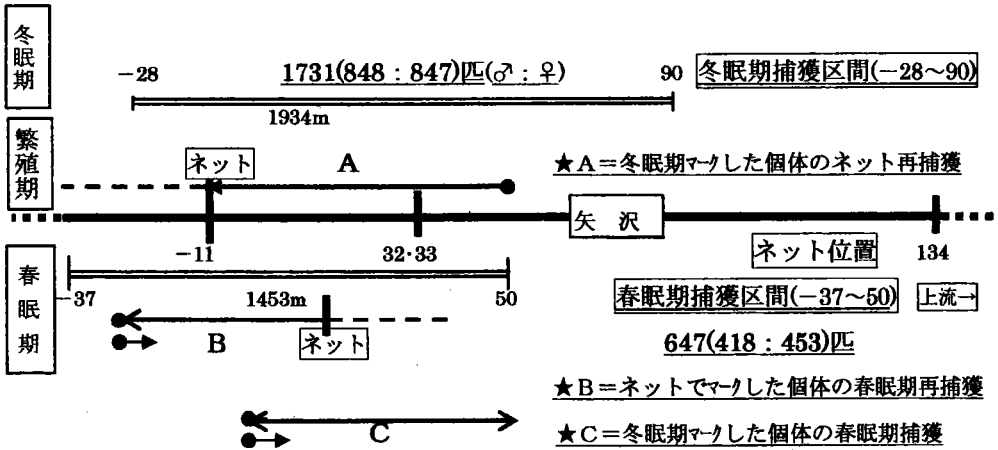 冬眠期
-28
1731(848：847)匹(♂：♀)
90
冬眠期捕獲区間(-28～90)
1934m
繁殖期
ネット
A
★A＝冬眠期マークした個体のネット再捕獲
矢 沢
-11
32･33
ネット位置
134
春眠期
-37
1453m
50
春眠期捕獲区間(-37～50)
上流→
B
ネット
647(418：453)匹
★B＝ネットでマークした個体の春眠期再捕獲
C
★C＝冬眠期マークした個体の春眠期捕獲